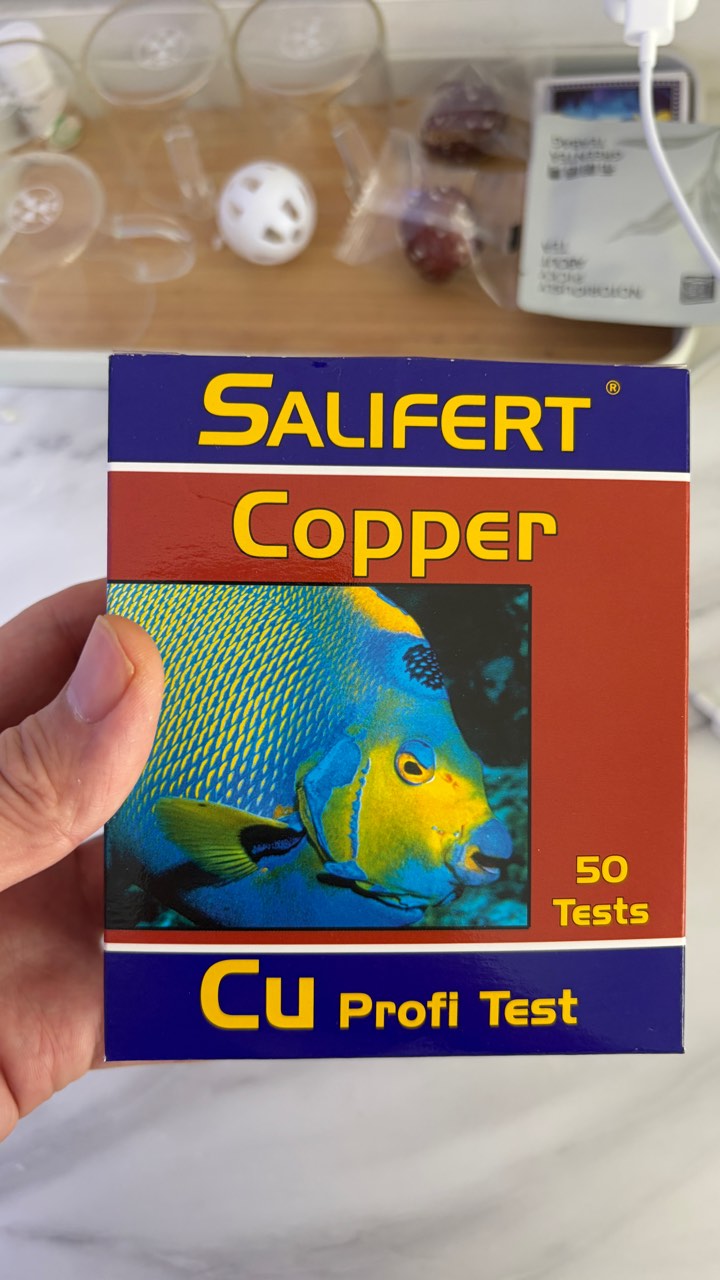 SALIFERT®
Copper
50
Tests
Cu Profi Test